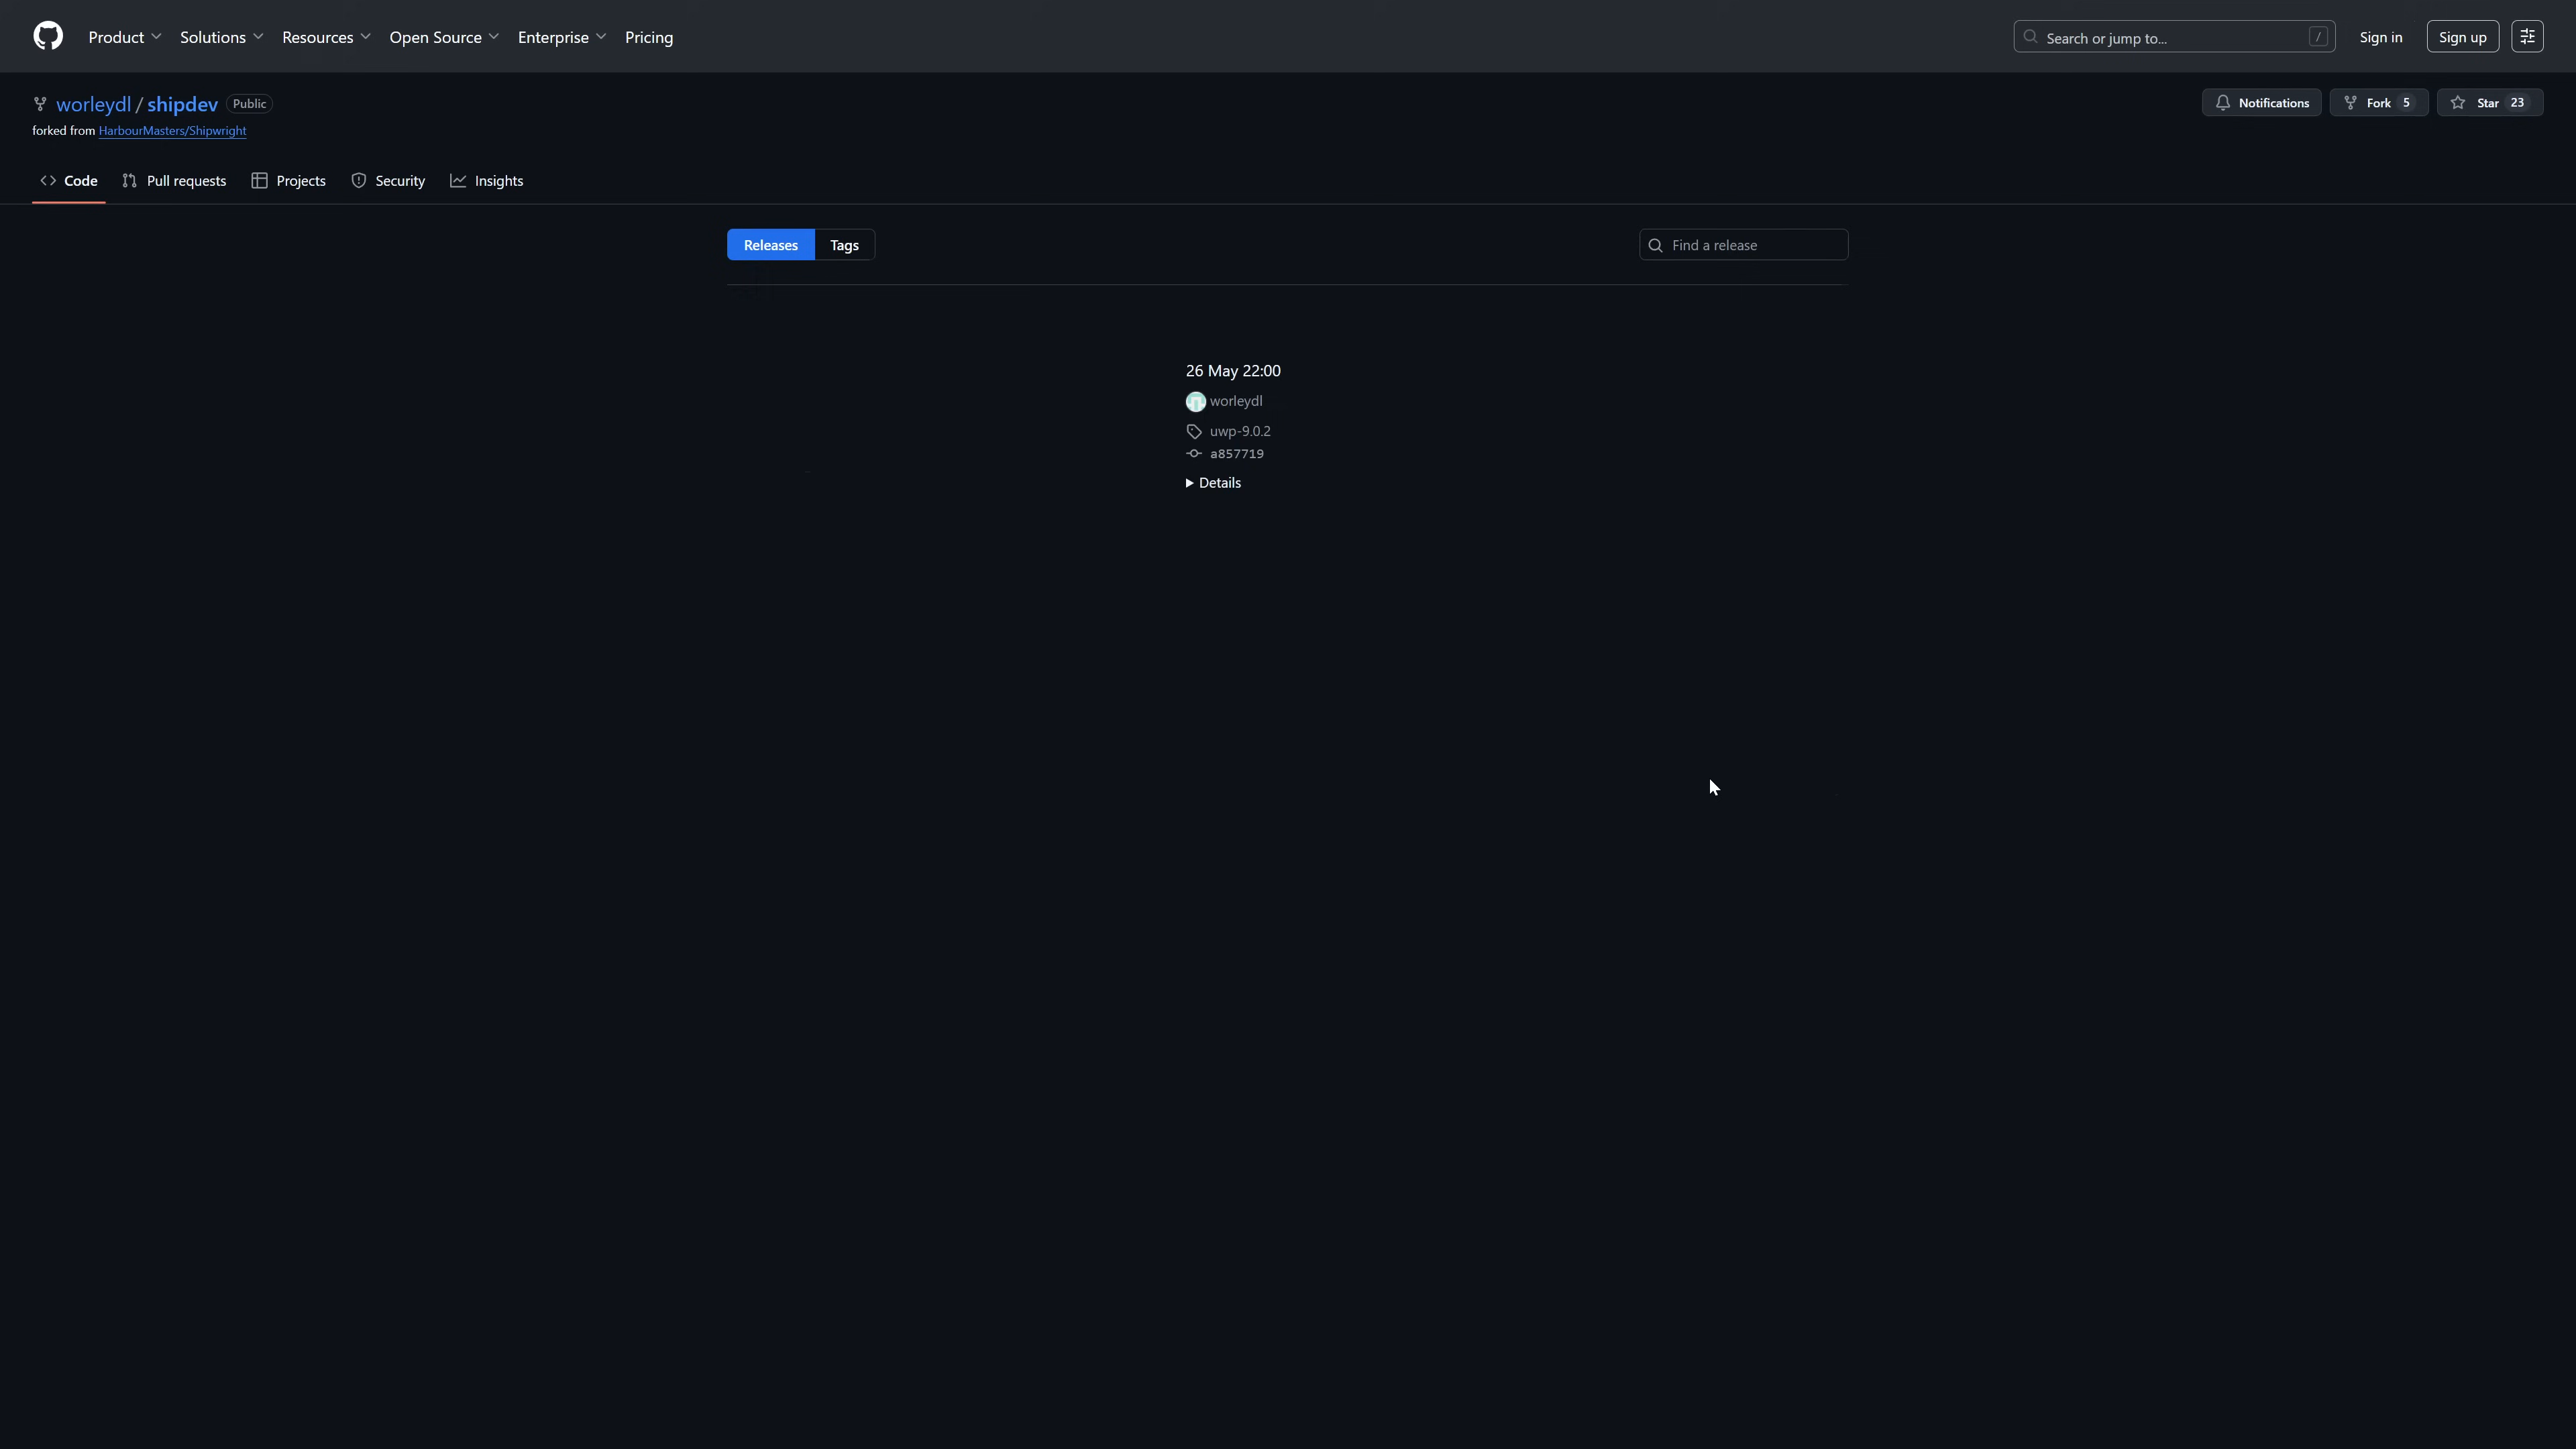 Product Solutions Resources Open Source Enterprise Pricing Search or jump to... / Sign in Sign up
worleydl / shipdev Public Notifications Fork 5 Star 23
forked from HarbourMasters/Shipwright
Code Pull requests Projects Security Insights
Releases Tags Find a release
26 May 22:00
worleydl
uwp-9.0.2
a857719
Details